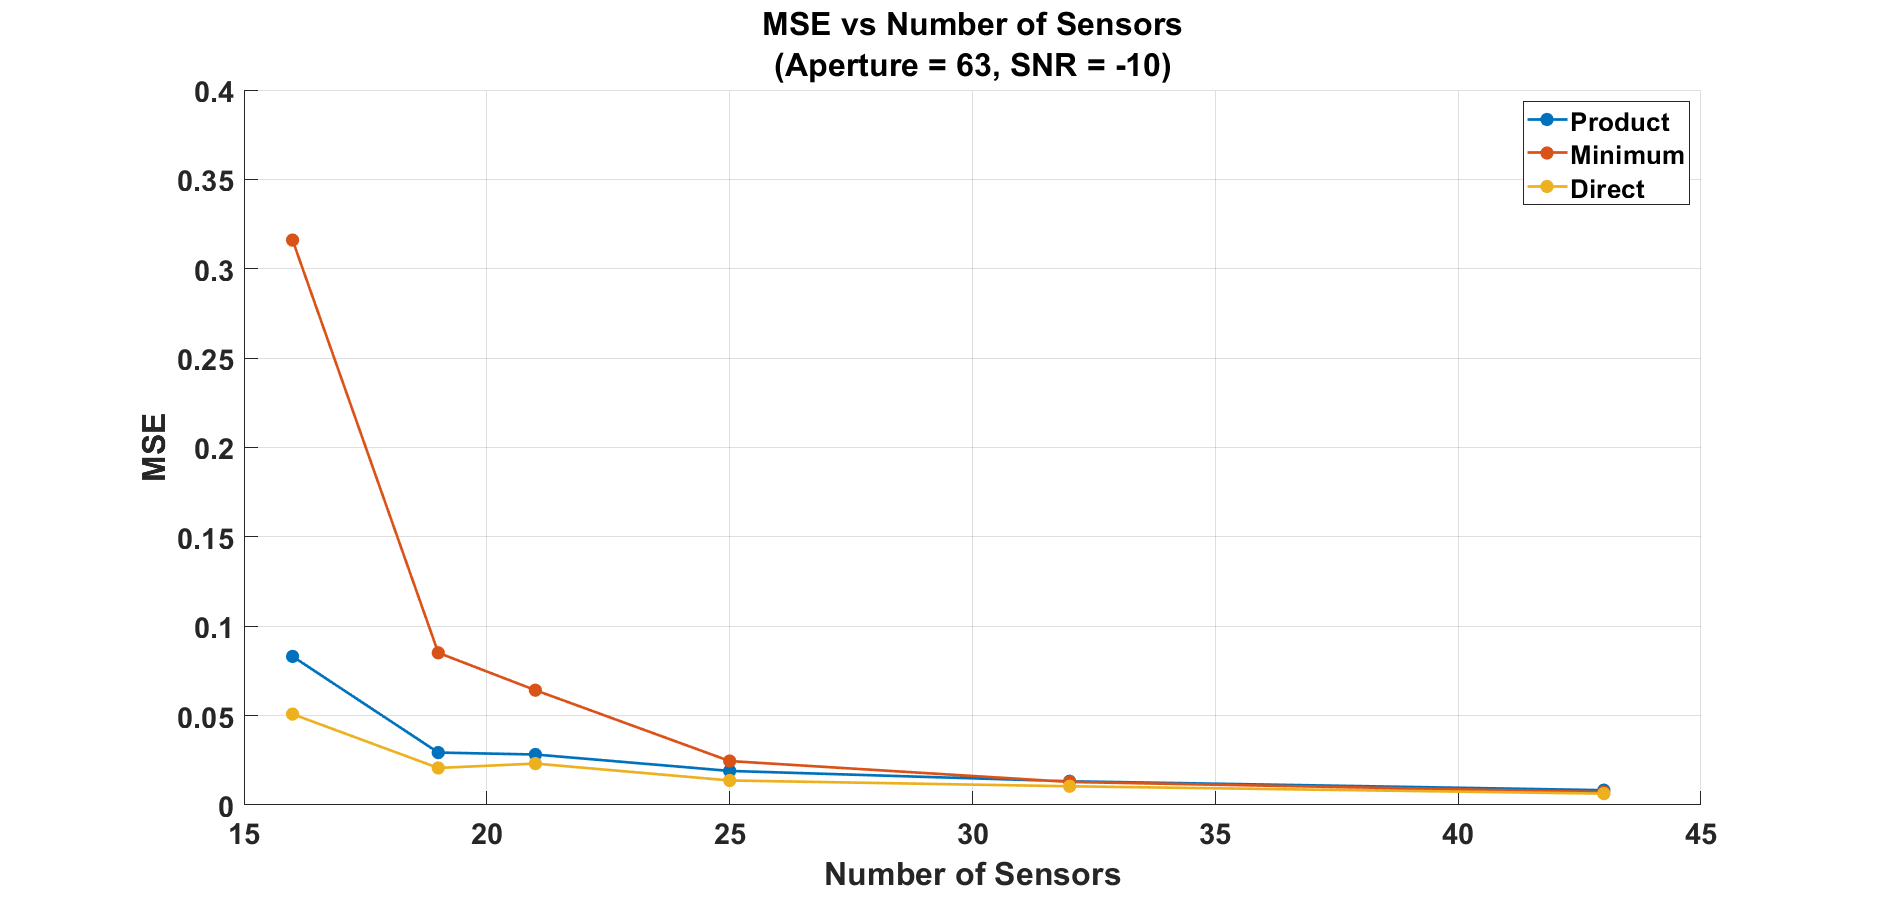 MSE vs Number of Sensors
(Aperture = 63, SNR = -10)
0.4
0.35
0.3
0.25
0.2
0.15
0.1
0.05
0
MSE
Product
Minimum
Direct
15 20 25 30 35 40 45
Number of Sensors